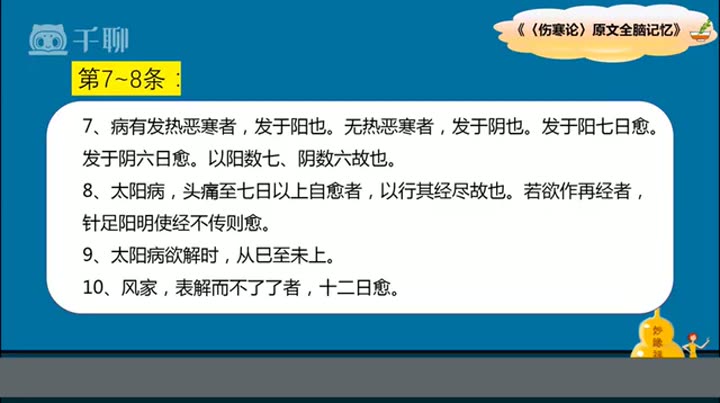 千聊
《〈伤寒论〉原文全脑记忆》
第7~8条：
7、病有发热恶寒者，发于阳也。无热恶寒者，发于阴也。发于阳七日愈。
发于阴六日愈。以阳数七、阴数六故也。
8、太阳病，头痛至七日以上自愈者，以行其经尽故也。若欲作再经者，
针足阳明使经不传则愈。
9、太阳病欲解时，从巳至未上。
10、风家，表解而不了了者，十二日愈。